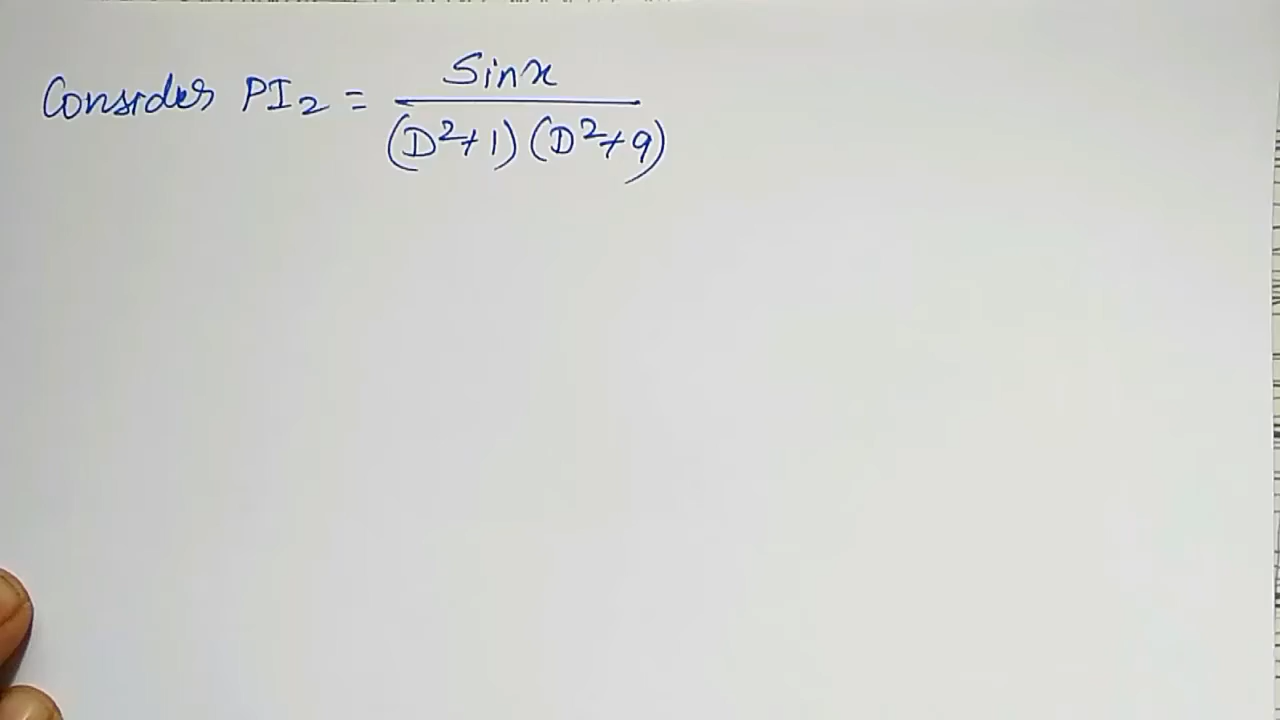 Consider PI₂ = Sinx / (D²+1)(D²+9)